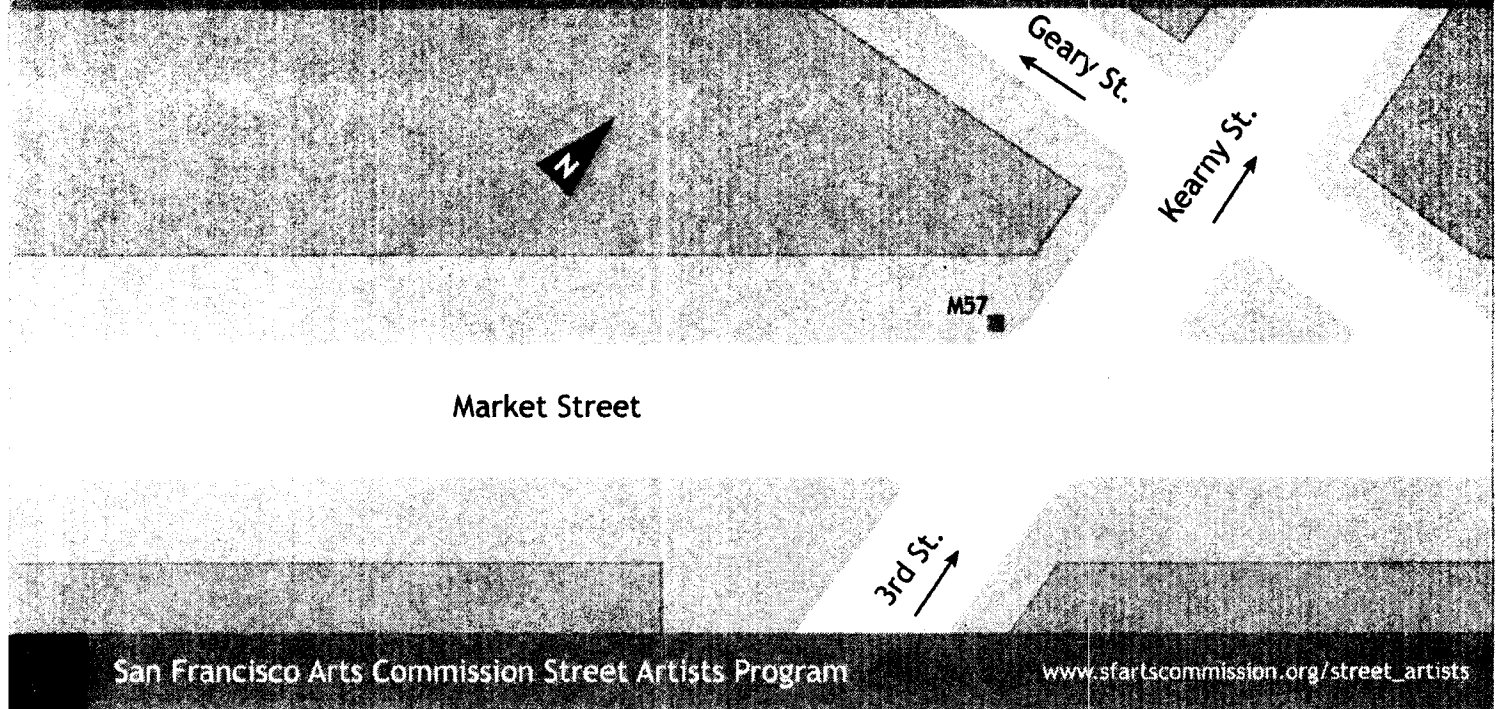 Geary St.
Kearny St.
N
M57
Market Street
3rd St.
San Francisco Arts Commission Street Artists Program
www.sfartscommission.org/street_artists